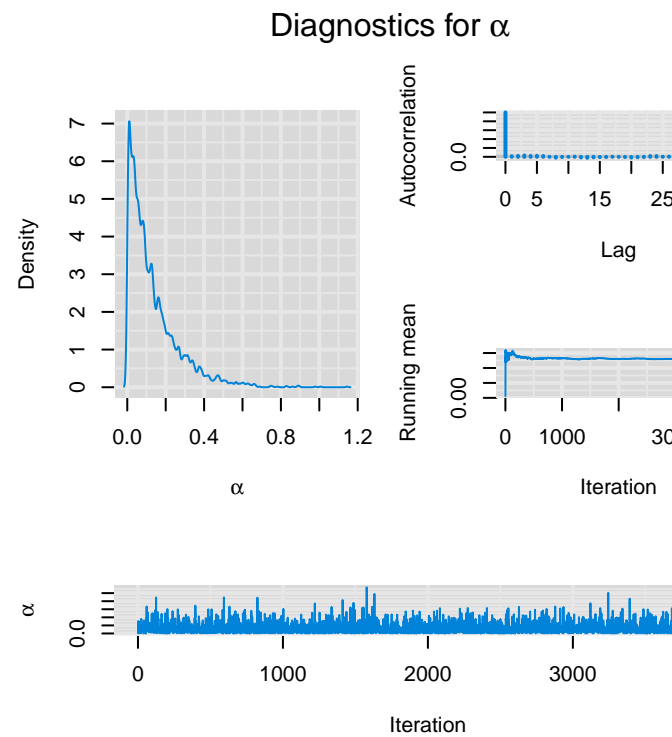 Diagnostics for α
Density
7
6
5
4
3
2
1
0
0.0 0.4 0.8 1.2
α
Autocorrelation
0.0
0 5 15 25
Lag
Running mean
0.00
0 1000 30
Iteration
α
0.0
0 1000 2000 3000
Iteration